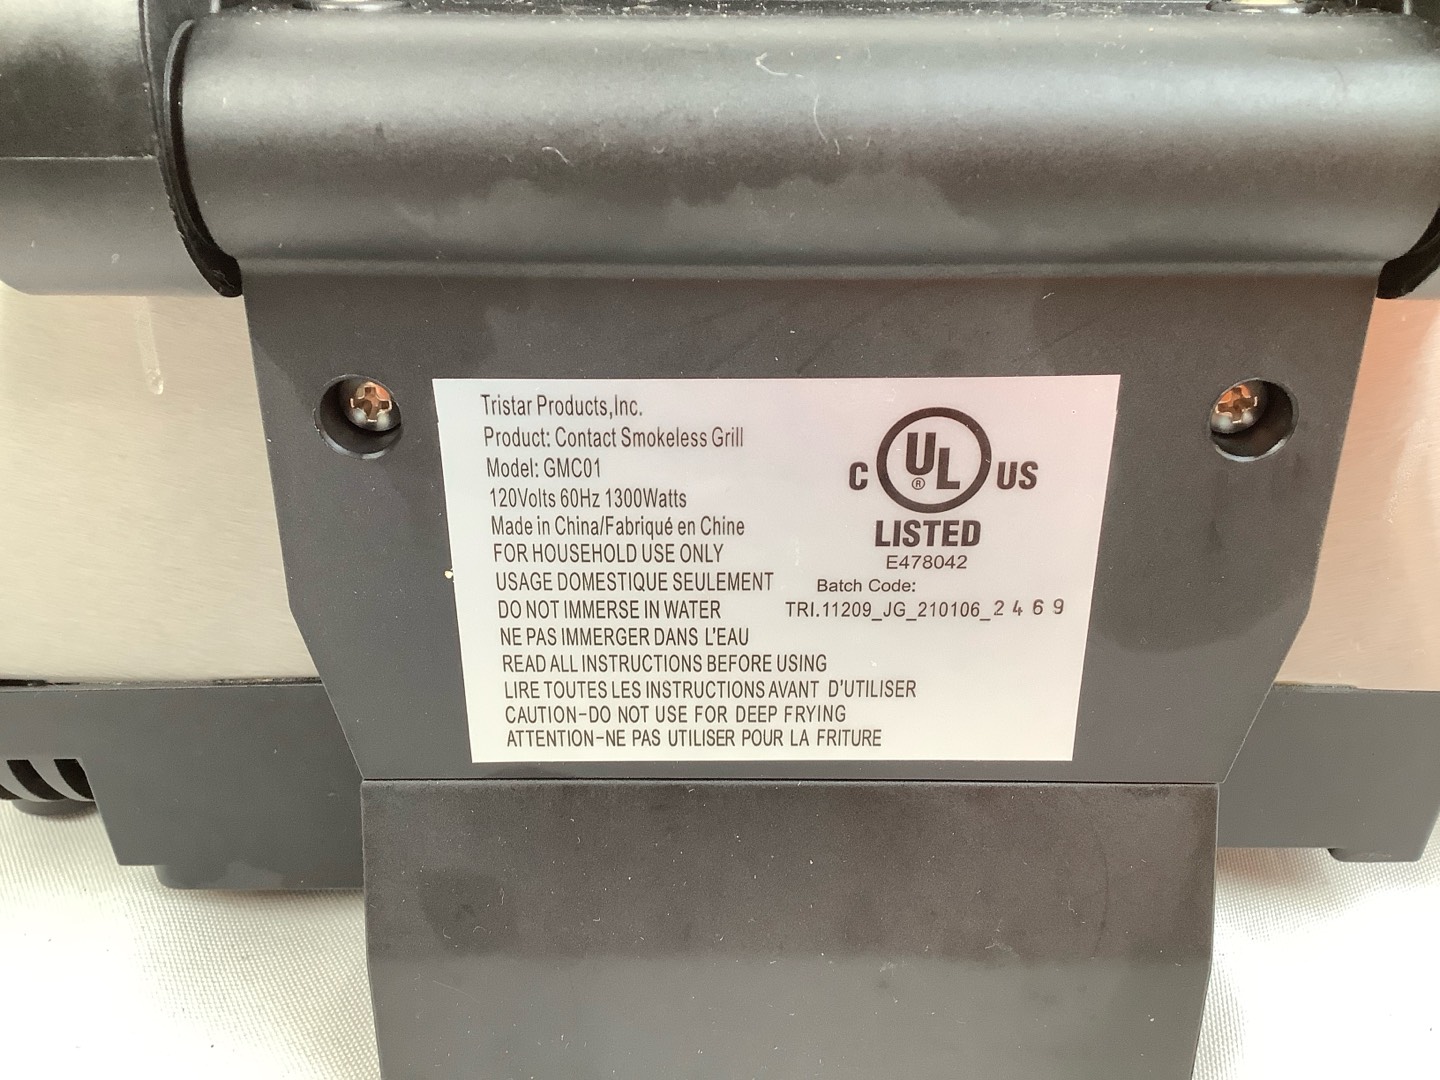 Tristar Products,Inc.
Product: Contact Smokeless Grill
Model: GMC01
120Volts 60Hz 1300Watts
Made in China/Fabriqué en Chine
FOR HOUSEHOLD USE ONLY
USAGE DOMESTIQUE SEULEMENT
DO NOT IMMERSE IN WATER
NE PAS IMMERGER DANS L'EAU
READ ALL INSTRUCTIONS BEFORE USING
LIRE TOUTES LES INSTRUCTIONS AVANT D'UTILISER
CAUTION-DO NOT USE FOR DEEP FRYING
ATTENTION-NE PAS UTILISER POUR LA FRITURE
C UL® US
LISTED
E478042
Batch Code:
TRI.11209_JG_210106_2469